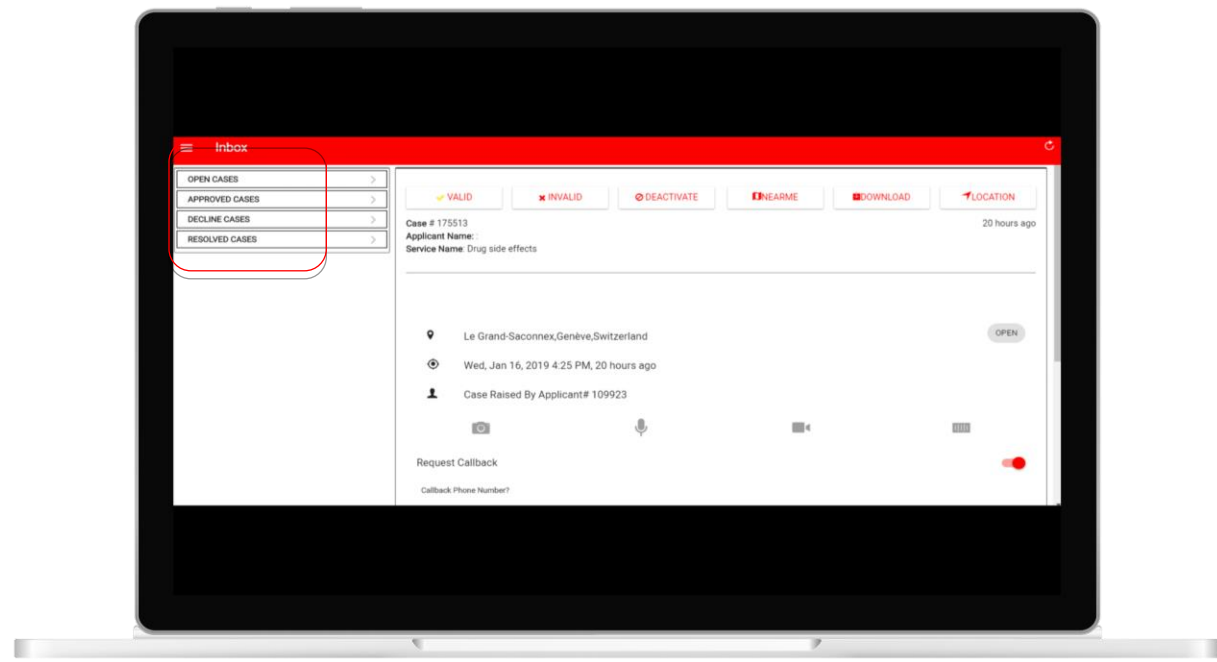 Inbox
OPEN CASES
APPROVED CASES
DECLINE CASES
RESOLVED CASES
VALID INVALID DEACTIVATE NEARME DOWNLOAD LOCATION
Case # 175513 20 hours ago
Applicant Name: :
Service Name: Drug side effects
Le Grand-Saconnex,Genève,Switzerland OPEN
Wed, Jan 16, 2019 4:25 PM, 20 hours ago
Case Raised By Applicant# 109923
Request Callback
Callback Phone Number?